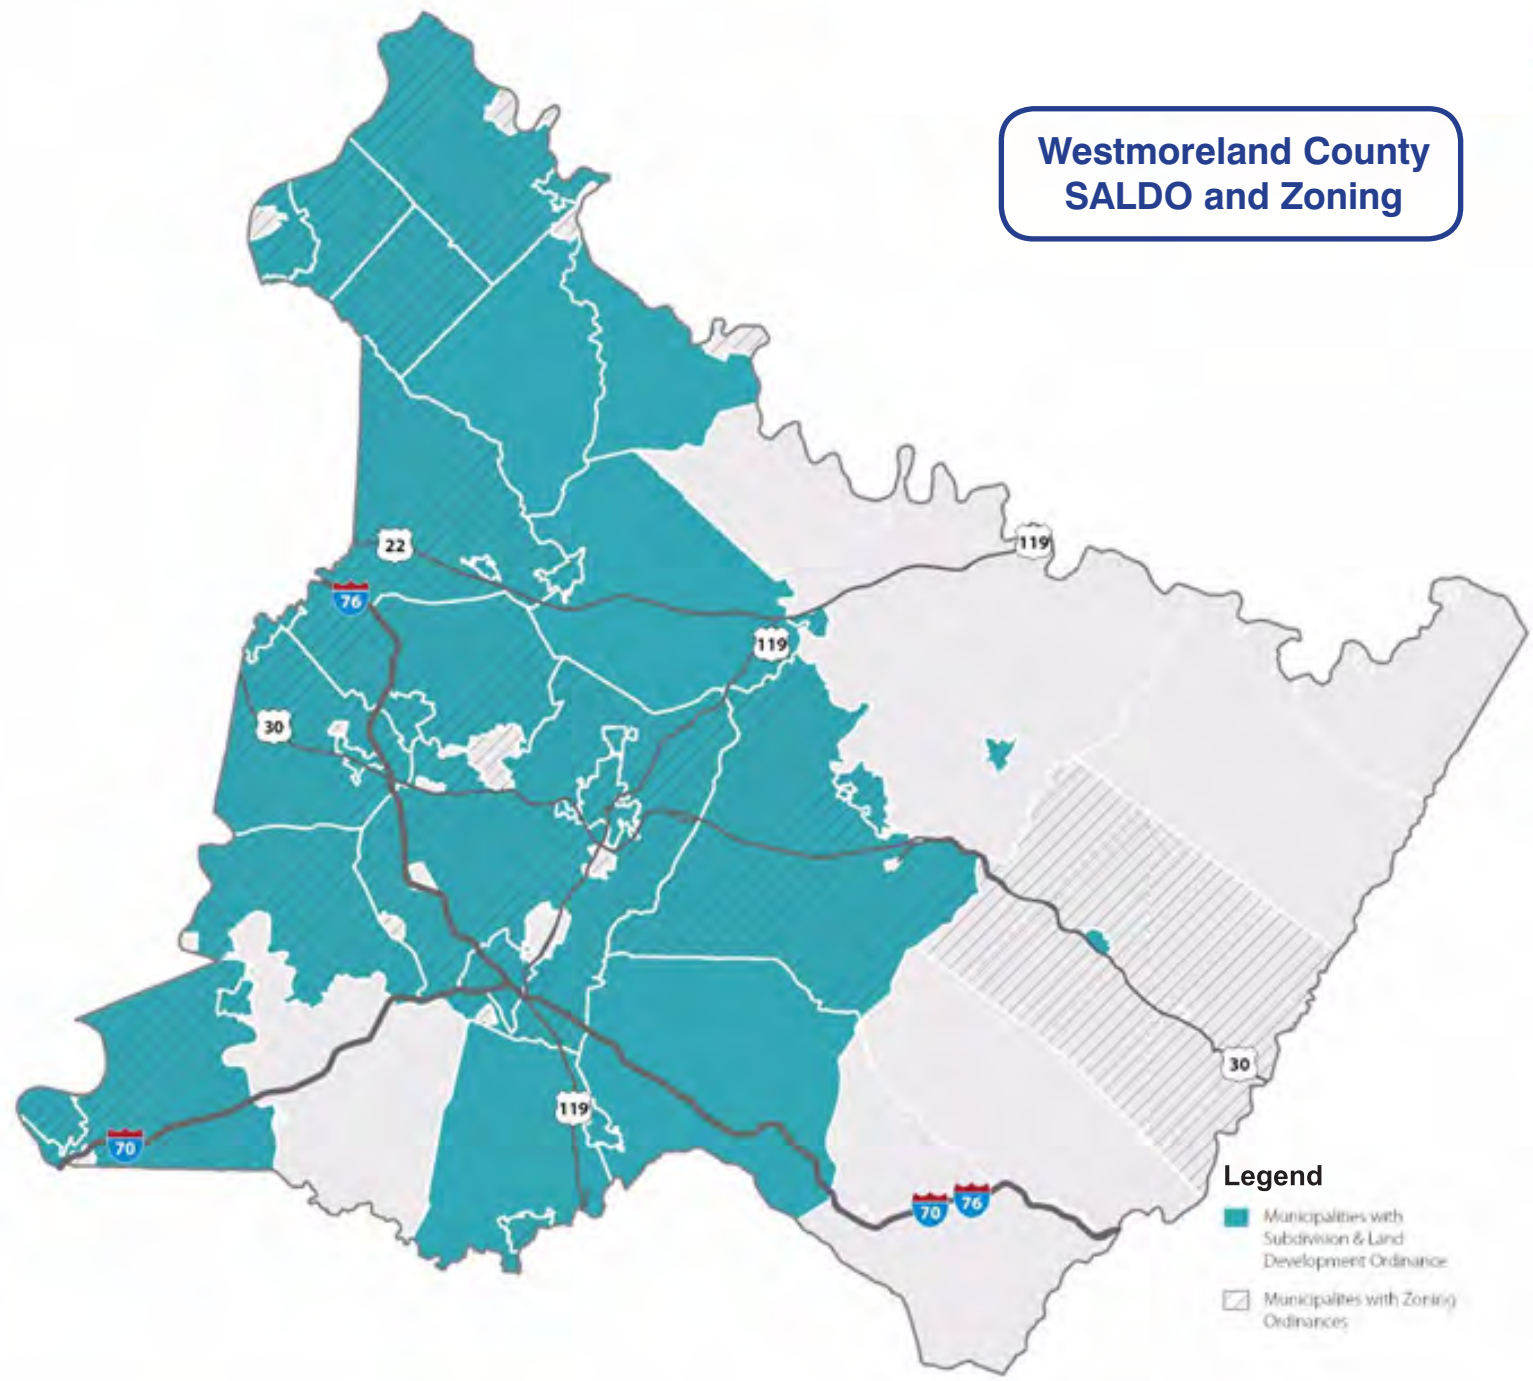 Westmoreland County
SALDO and Zoning
22
76
119
119
30
30
119
70
70
76
Legend
Municipalities with
Subdivision & Land
Development Ordinance
Municipalites with Zoning
Ordinances